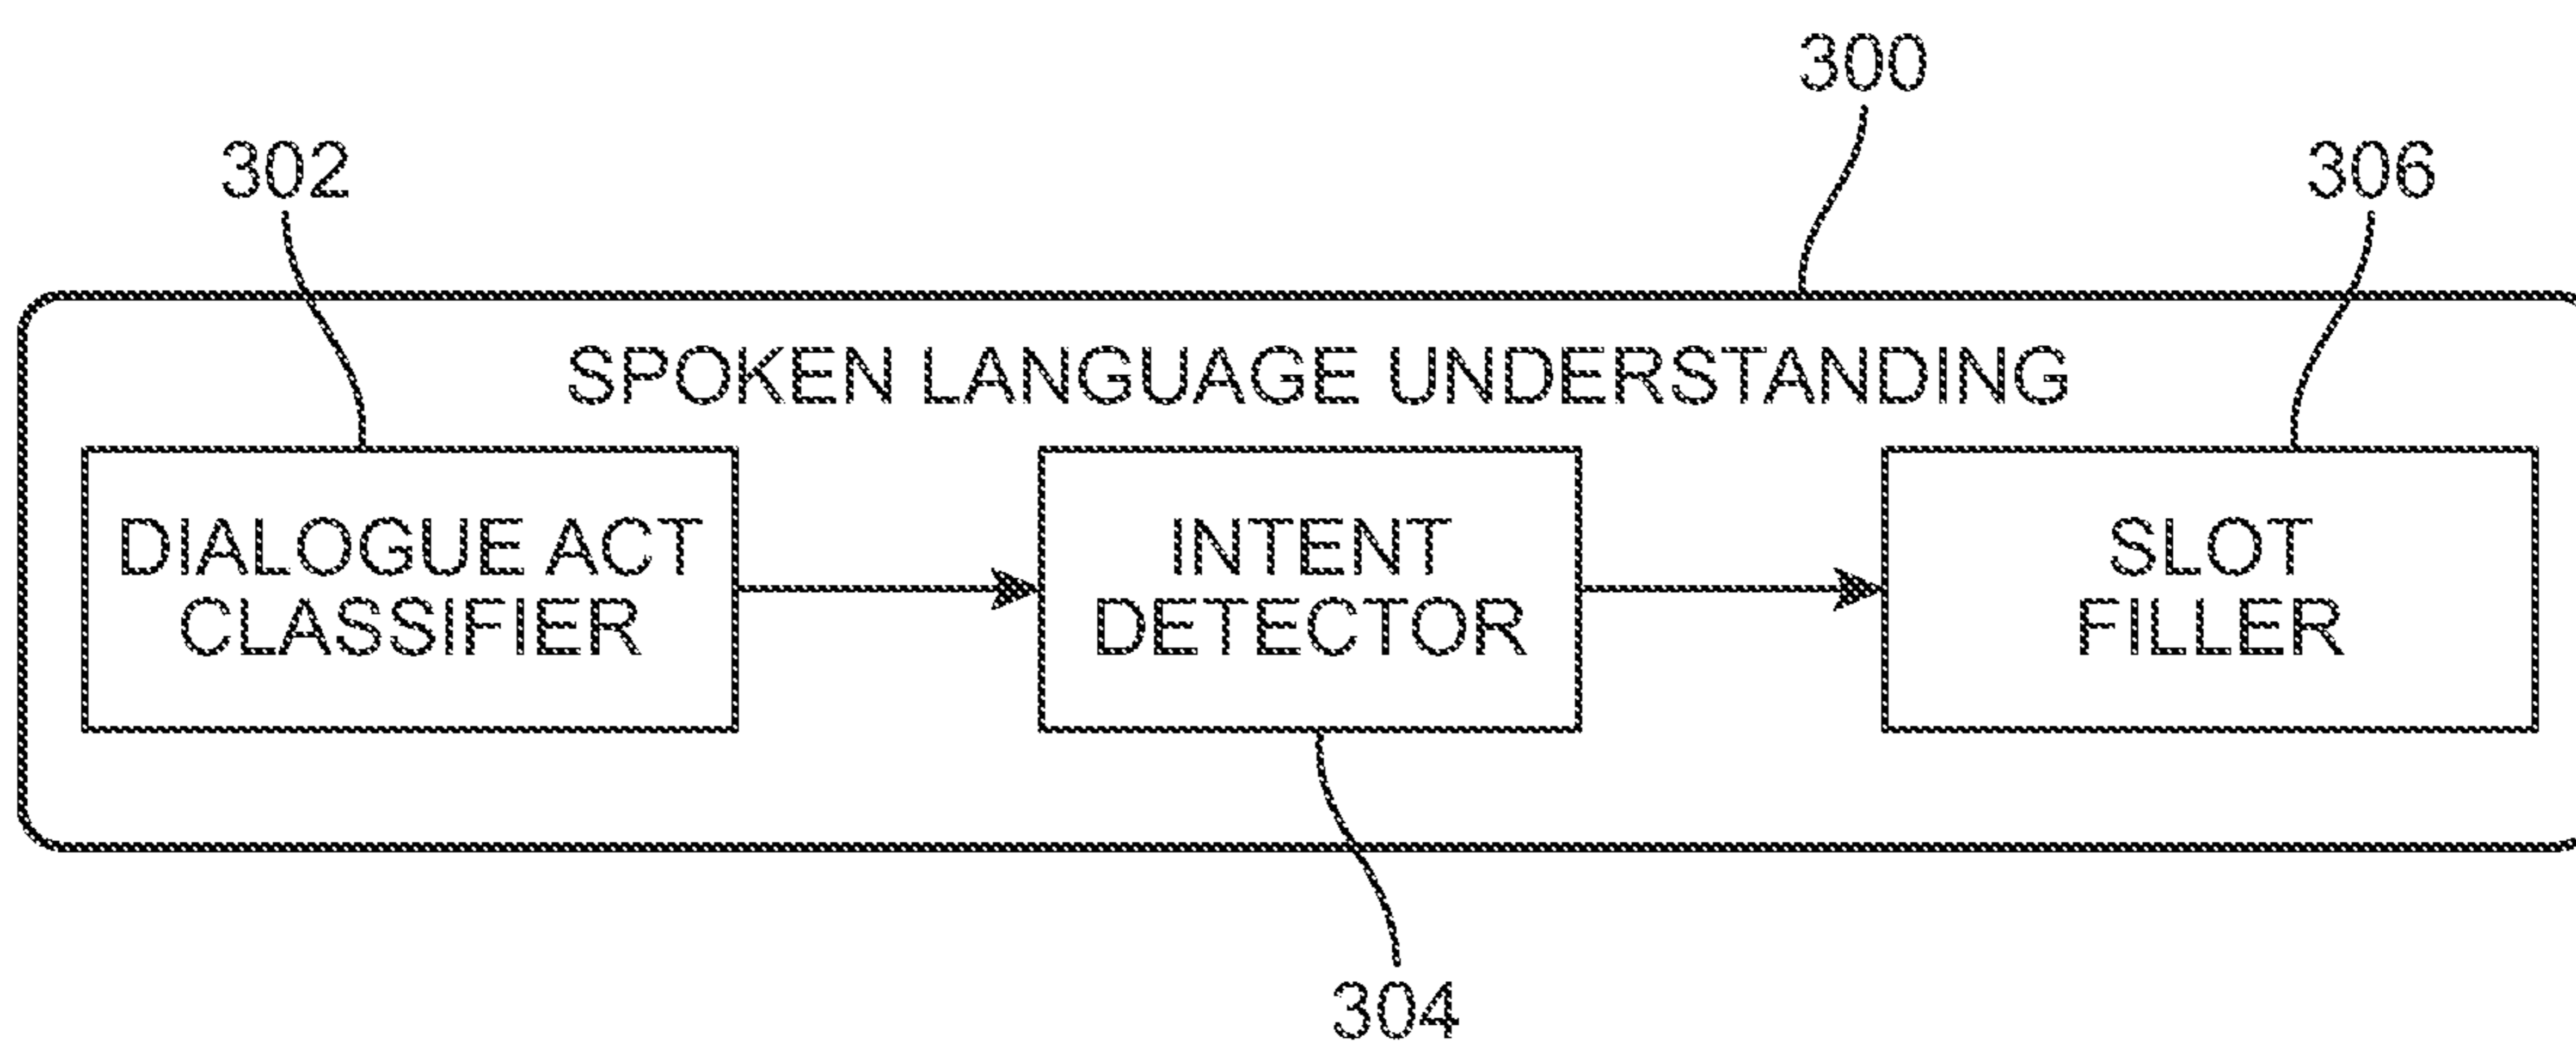 300
302
306
SPOKEN LANGUAGE UNDERSTANDING
DIALOGUE ACT
CLASSIFIER
INTENT
DETECTOR
SLOT
FILLER
304